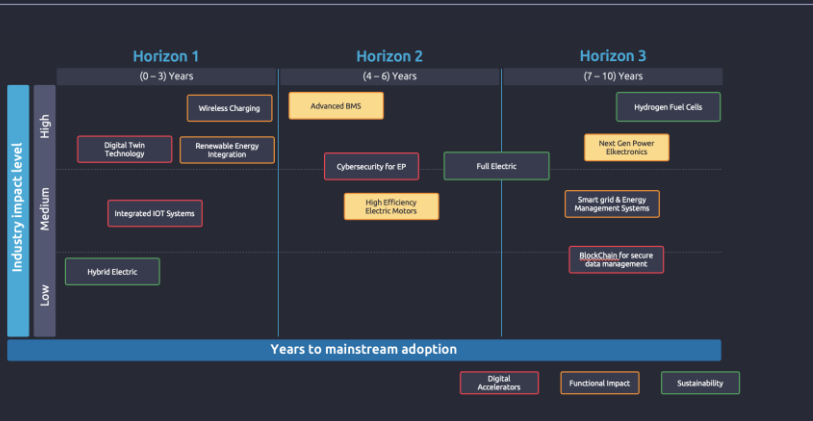 Horizon 1
Horizon 2
Horizon 3
(0 – 3) Years
(4 – 6) Years
(7 – 10) Years
Industry impact level
High
Medium
Low
Wireless Charging
Advanced BMS
Hydrogen Fuel Cells
Digital Twin
Technology
Renewable Energy
Integration
Cybersecurity for EP
Full Electric
Next Gen Power
Elkectronics
Integrated IOT Systems
High Efficiency
Electric Motors
Smart grid & Energy
Management Systems
Hybrid Electric
BlockChain for secure
data management
Years to mainstream adoption
Digital
Accelerators
Functional Impact
Sustainability